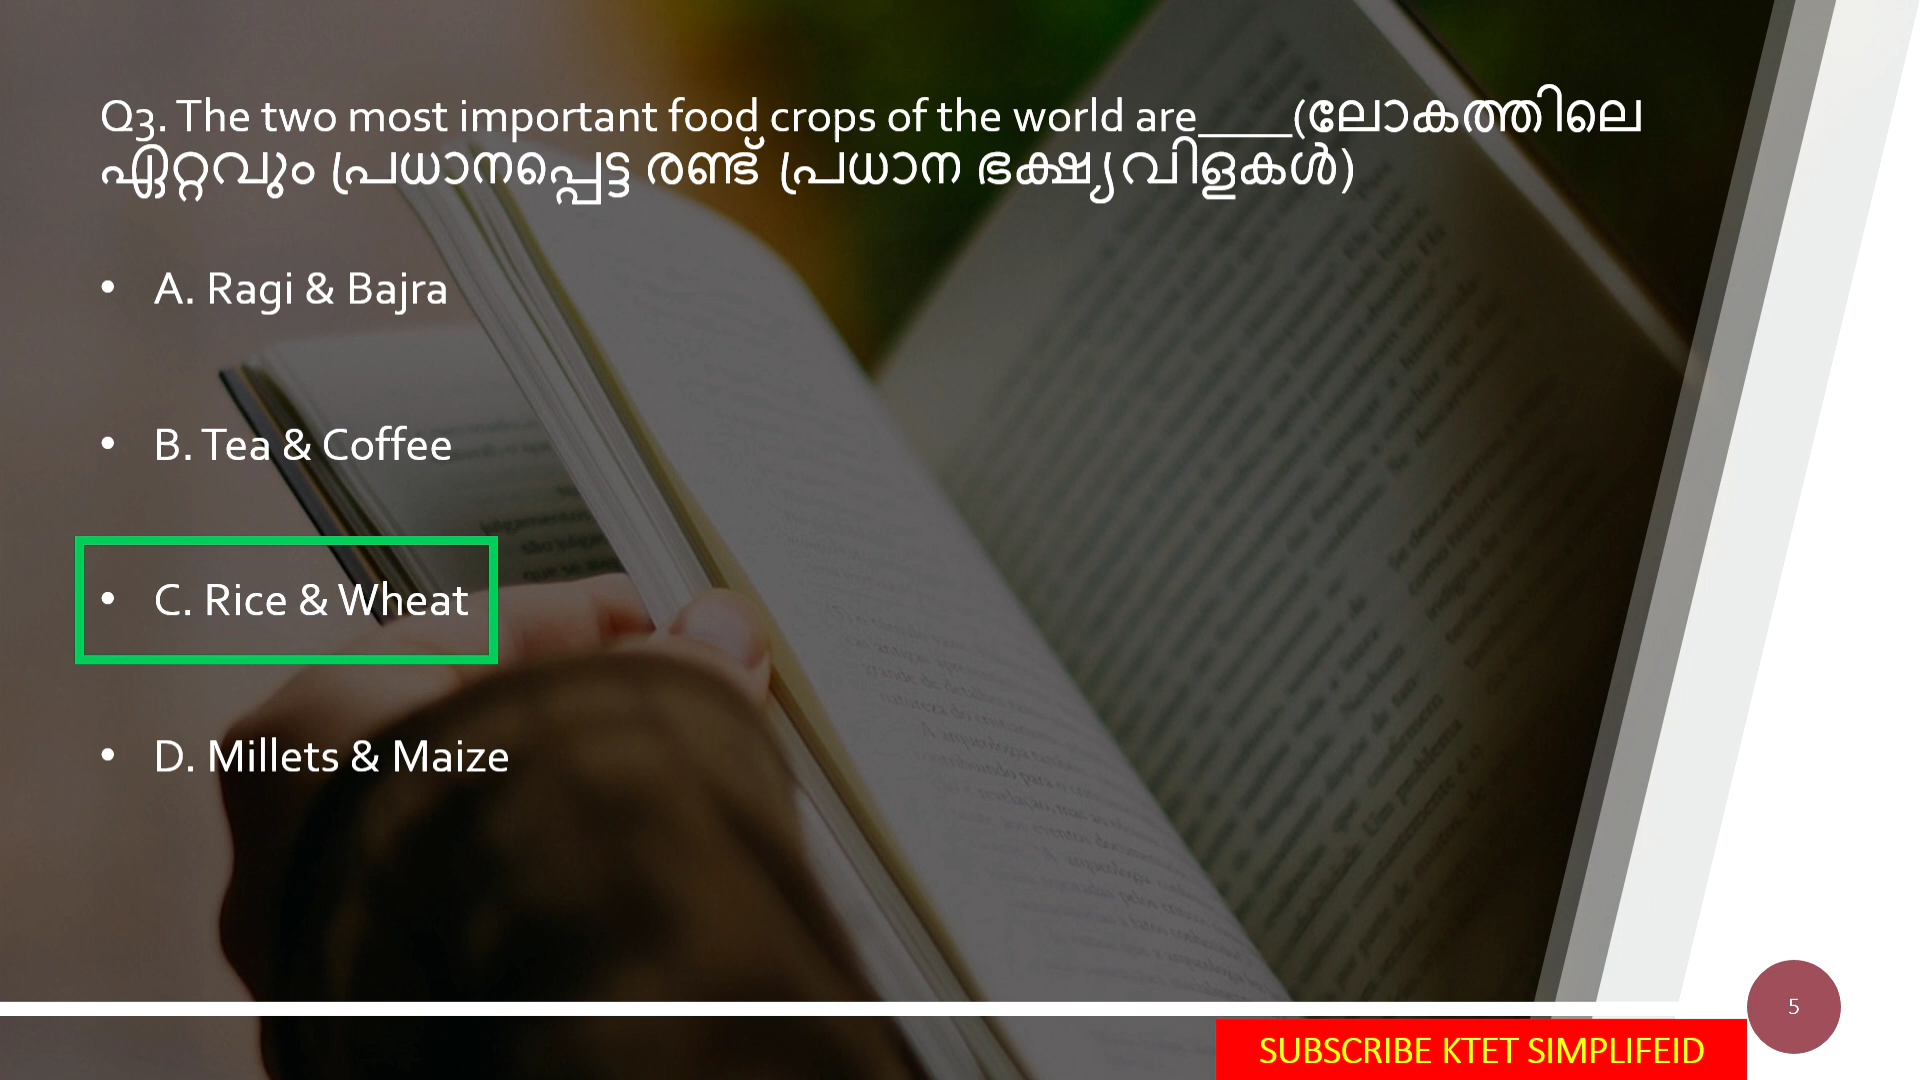 Q3. The two most important food crops of the world are____(ലോകത്തിലെ
ഏറ്റവും പ്രധാനപ്പെട്ട രണ്ട് പ്രധാന ഭക്ഷ്യവിളകൾ)
• A. Ragi & Bajra
• B. Tea & Coffee
• C. Rice & Wheat
• D. Millets & Maize
5
SUBSCRIBE KTET SIMPLIFEID